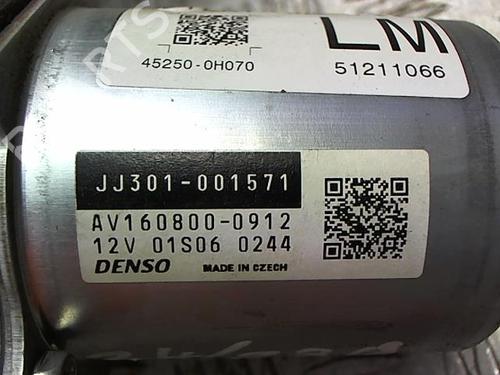 LM
45250-0H070
51211066
JJ301-001571
AV160800-0912
12V 01S06 0244
DENSO MADE IN CZECH